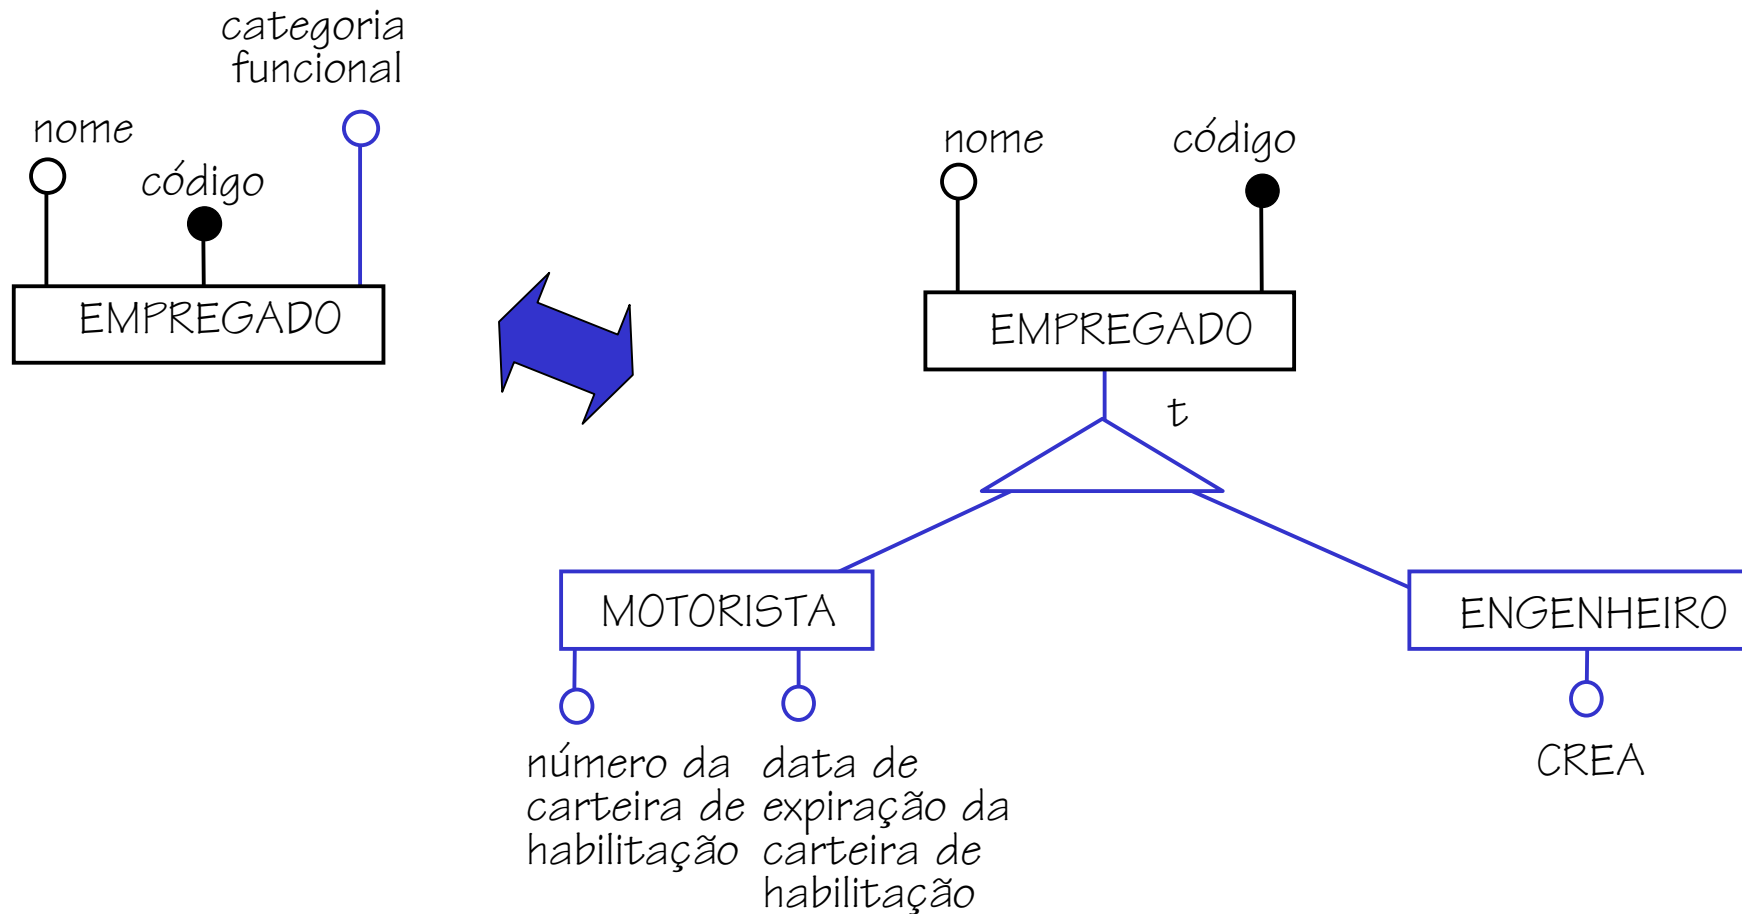 categoria
funcional
nome
código
EMPREGADO
nome
código
EMPREGADO
t
MOTORISTA
ENGENHEIRO
número da
carteira de
habilitação
data de
expiração da
carteira de
habilitação
CREA